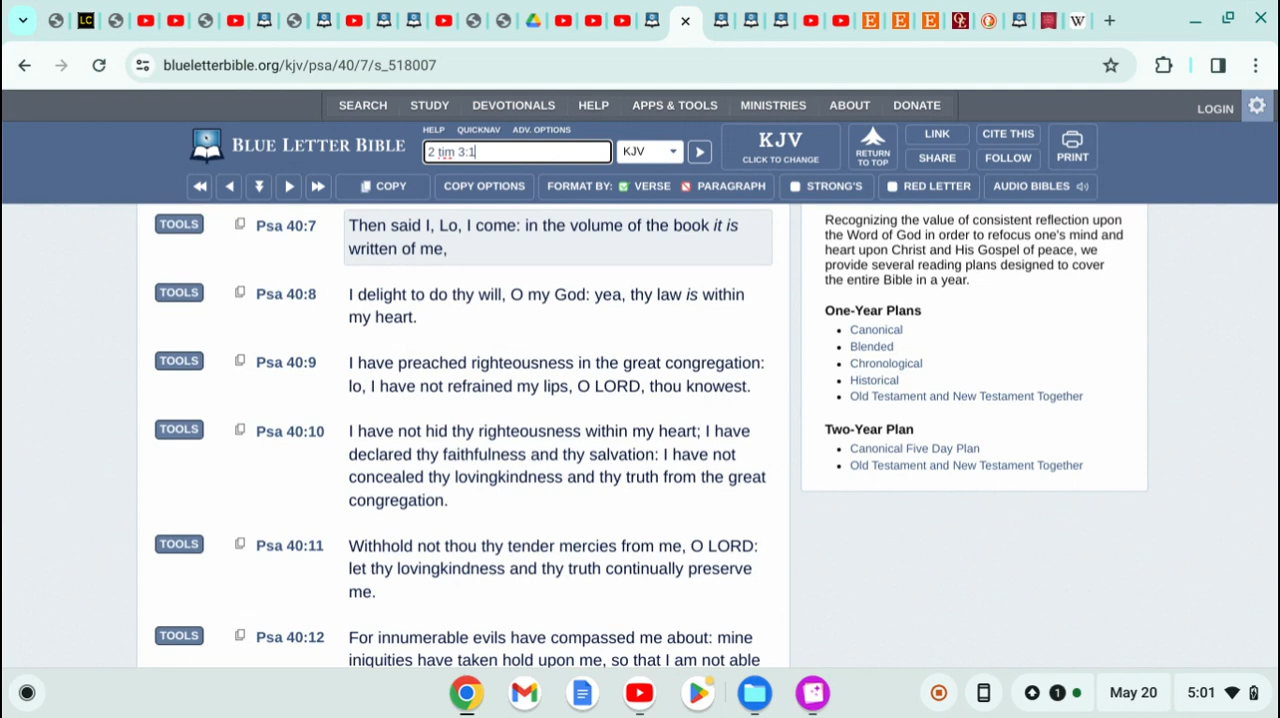 LC
E
E
E
OE
W
blueletterbible.org/kjv/psa/40/7/s_518007
SEARCH STUDY DEVOTIONALS HELP APPS & TOOLS MINISTRIES ABOUT DONATE LOGIN
HELP QUICKNAV ADV. OPTIONS
BLUE LETTER BIBLE
2 tim 3:1
KJV
KJV
CLICK TO CHANGE
RETURN
TO TOP
LINK
CITE THIS
SHARE
FOLLOW
PRINT
COPY COPY OPTIONS FORMAT BY: VERSE PARAGRAPH STRONG'S RED LETTER AUDIO BIBLES
TOOLS Psa 40:7 Then said I, Lo, I come: in the volume of the book it is
written of me,
TOOLS Psa 40:8 I delight to do thy will, O my God: yea, thy law is within
my heart.
TOOLS Psa 40:9 I have preached righteousness in the great congregation:
lo, I have not refrained my lips, O LORD, thou knowest.
TOOLS Psa 40:10 I have not hid thy righteousness within my heart; I have
declared thy faithfulness and thy salvation: I have not
concealed thy lovingkindness and thy truth from the great
congregation.
TOOLS Psa 40:11 Withhold not thou thy tender mercies from me, O LORD:
let thy lovingkindness and thy truth continually preserve
me.
TOOLS Psa 40:12 For innumerable evils have compassed me about: mine
iniquities have taken hold upon me, so that I am not able
Recognizing the value of consistent reflection upon
the Word of God in order to refocus one's mind and
heart upon Christ and His Gospel of peace, we
provide several reading plans designed to cover
the entire Bible in a year.
One-Year Plans
Canonical
Blended
Chronological
Historical
Old Testament and New Testament Together
Two-Year Plan
Canonical Five Day Plan
Old Testament and New Testament Together
1
May 20
5:01